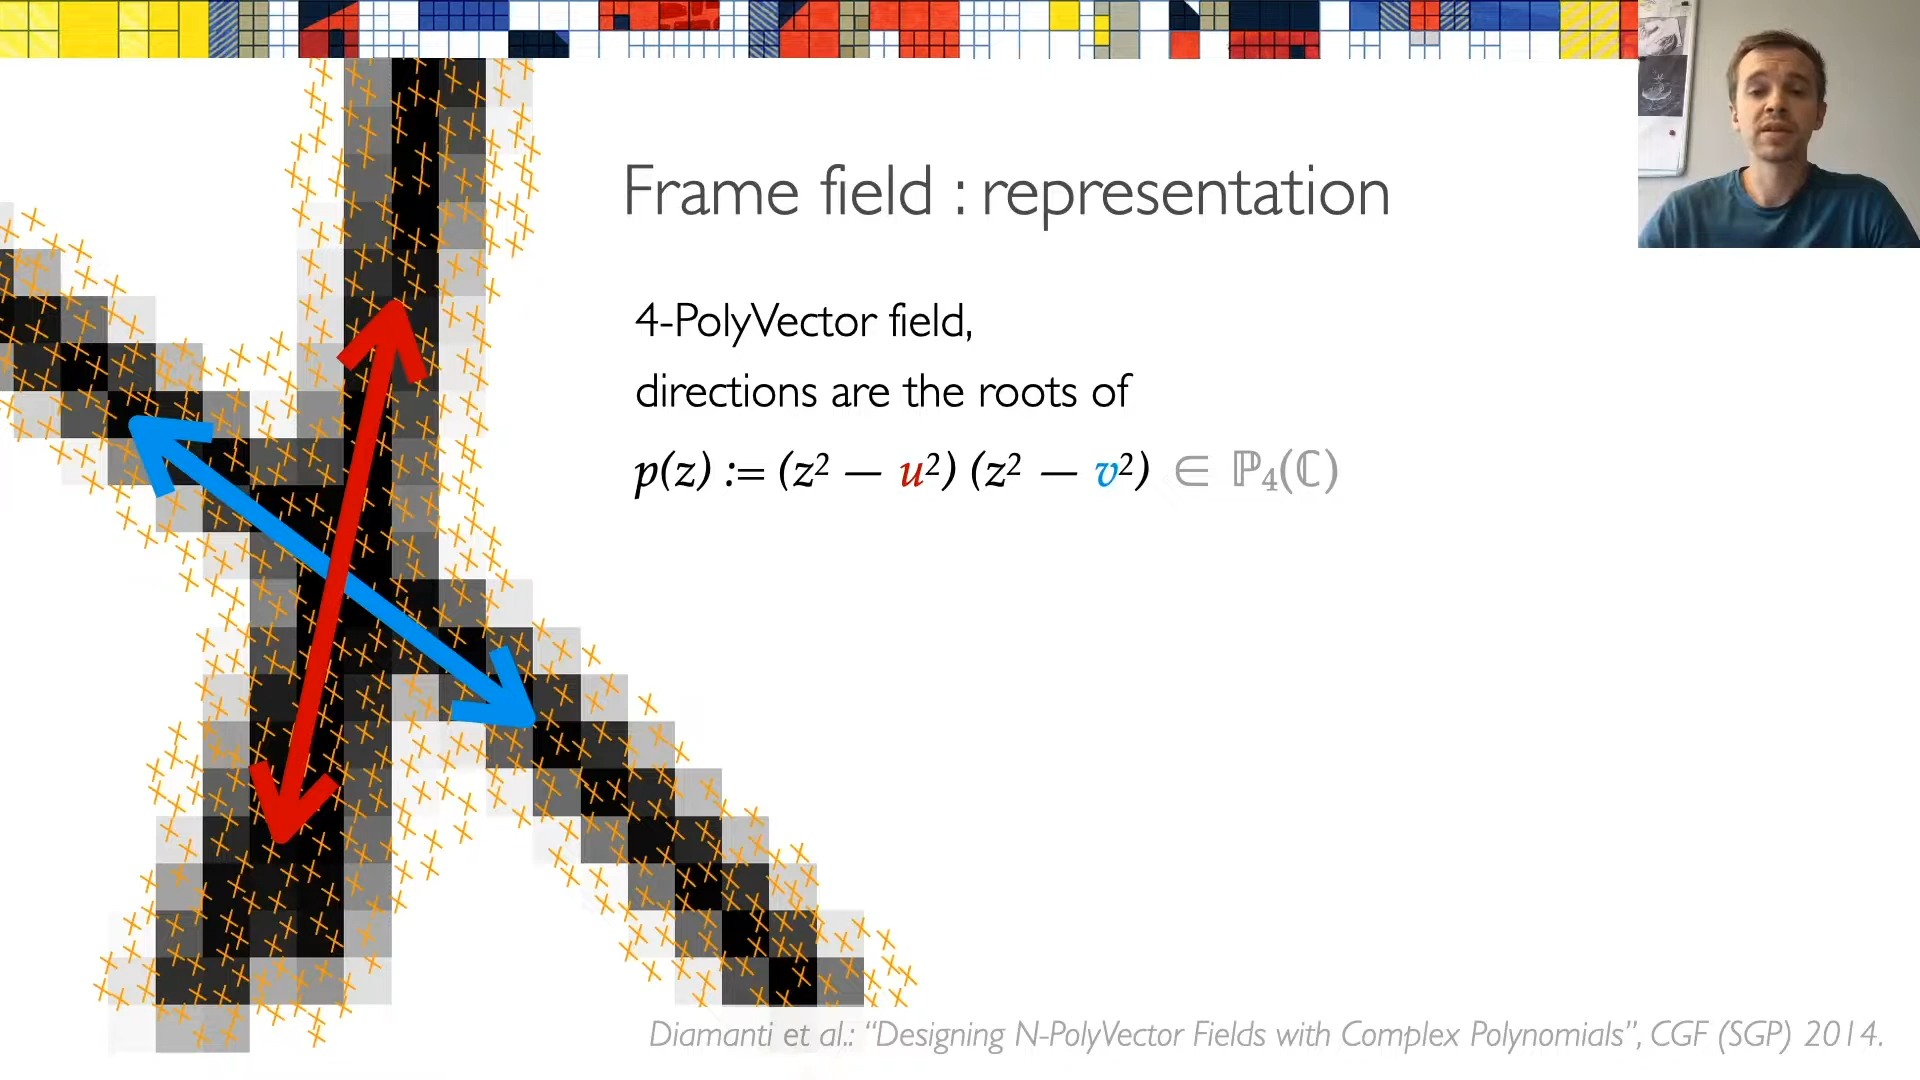 Frame field : representation
4-PolyVector field,
directions are the roots of
p(z) := (z² — u²) (z² — v²) ∈ ℙ₄(ℂ)
Diamanti et al.: “Designing N-PolyVector Fields with Complex Polynomials”, CGF (SGP) 2014.